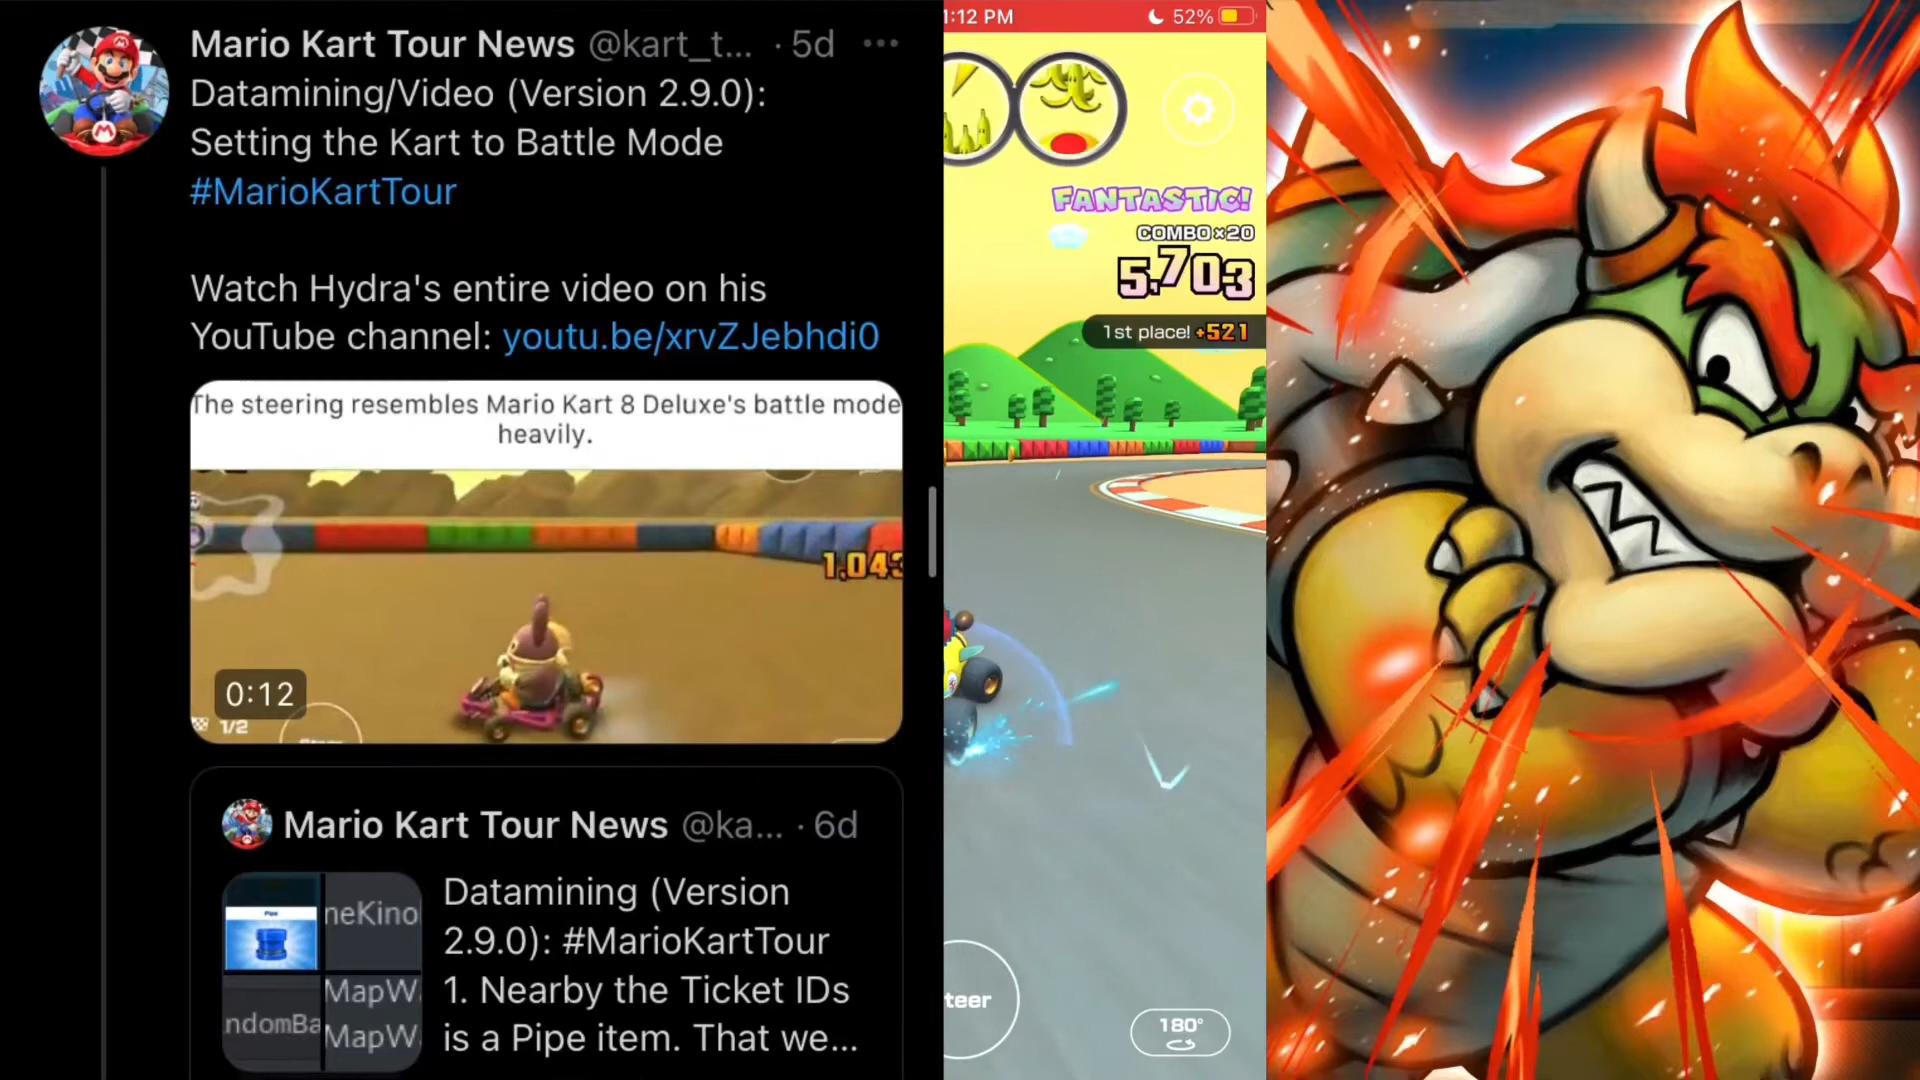 Mario Kart Tour News @kart_t... · 5d
Datamining/Video (Version 2.9.0):
Setting the Kart to Battle Mode
#MarioKartTour
Watch Hydra's entire video on his
YouTube channel: youtu.be/xrvZJebhdi0
The steering resembles Mario Kart 8 Deluxe's battle mode
heavily.
1,043
0:12
1/2
Mario Kart Tour News @ka... · 6d
Pipe
neKino
ndomBa
MapW
MapW
Datamining (Version
2.9.0): #MarioKartTour
1. Nearby the Ticket IDs
is a Pipe item. That we...
1:12 PM
52%
FANTASTIC!
COMBO×20
5,703
1st place! +521
teer
180°